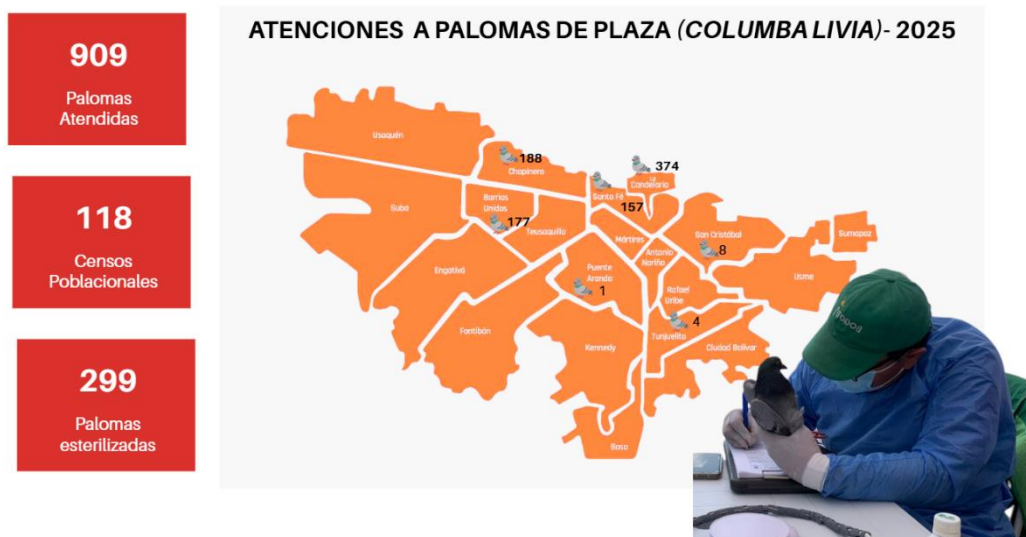 ATENCIONES A PALOMAS DE PLAZA (COLUMBA LIVIA)- 2025
909
Palomas
Atendidas
118
Censos
Poblacionales
299
Palomas
esterilizadas
Usaquén
188
Chapinero
374
La
Candelaria
Santa Fé
157
Suba
Barrios
Unidos
177
Teusaquillo
Mártires
Antonio
Nariño
San Cristóbal
8
Sumapaz
Usme
Engativá
Puente
Aranda
1
Rafael
Uribe
Fontibón
Kennedy
4
Tunjuelito
Ciudad Bolívar
Bosa